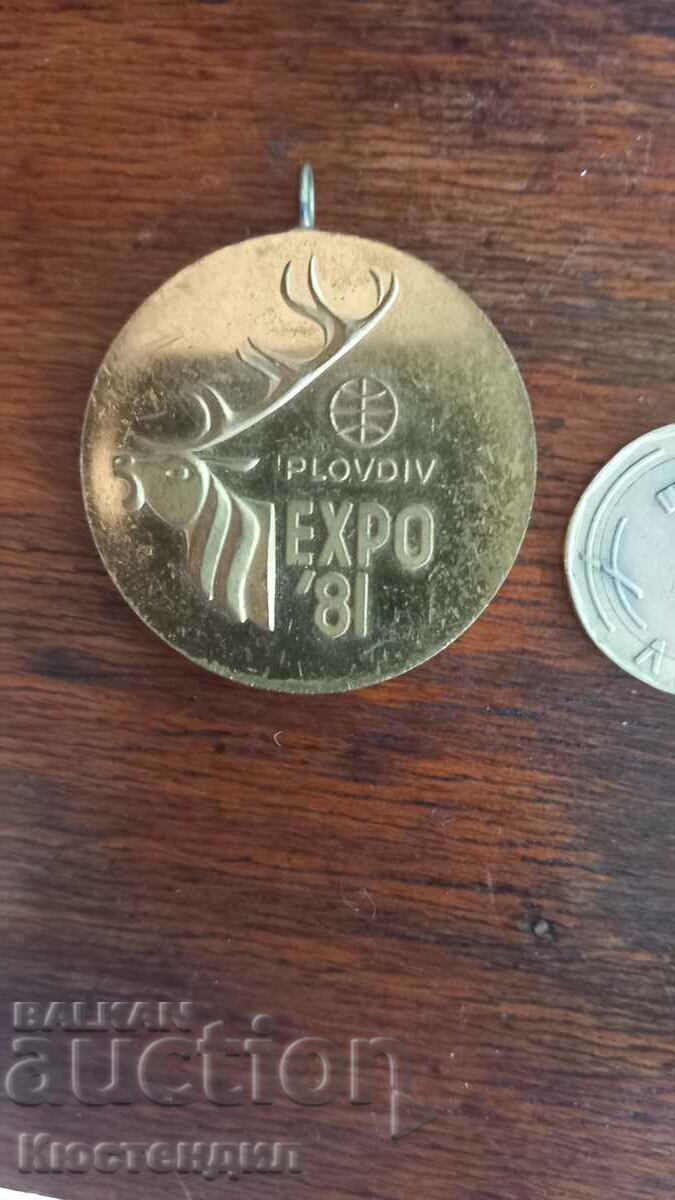 PLOVDIV
EXPO
'81
BALKAN
auction
Кюстендил